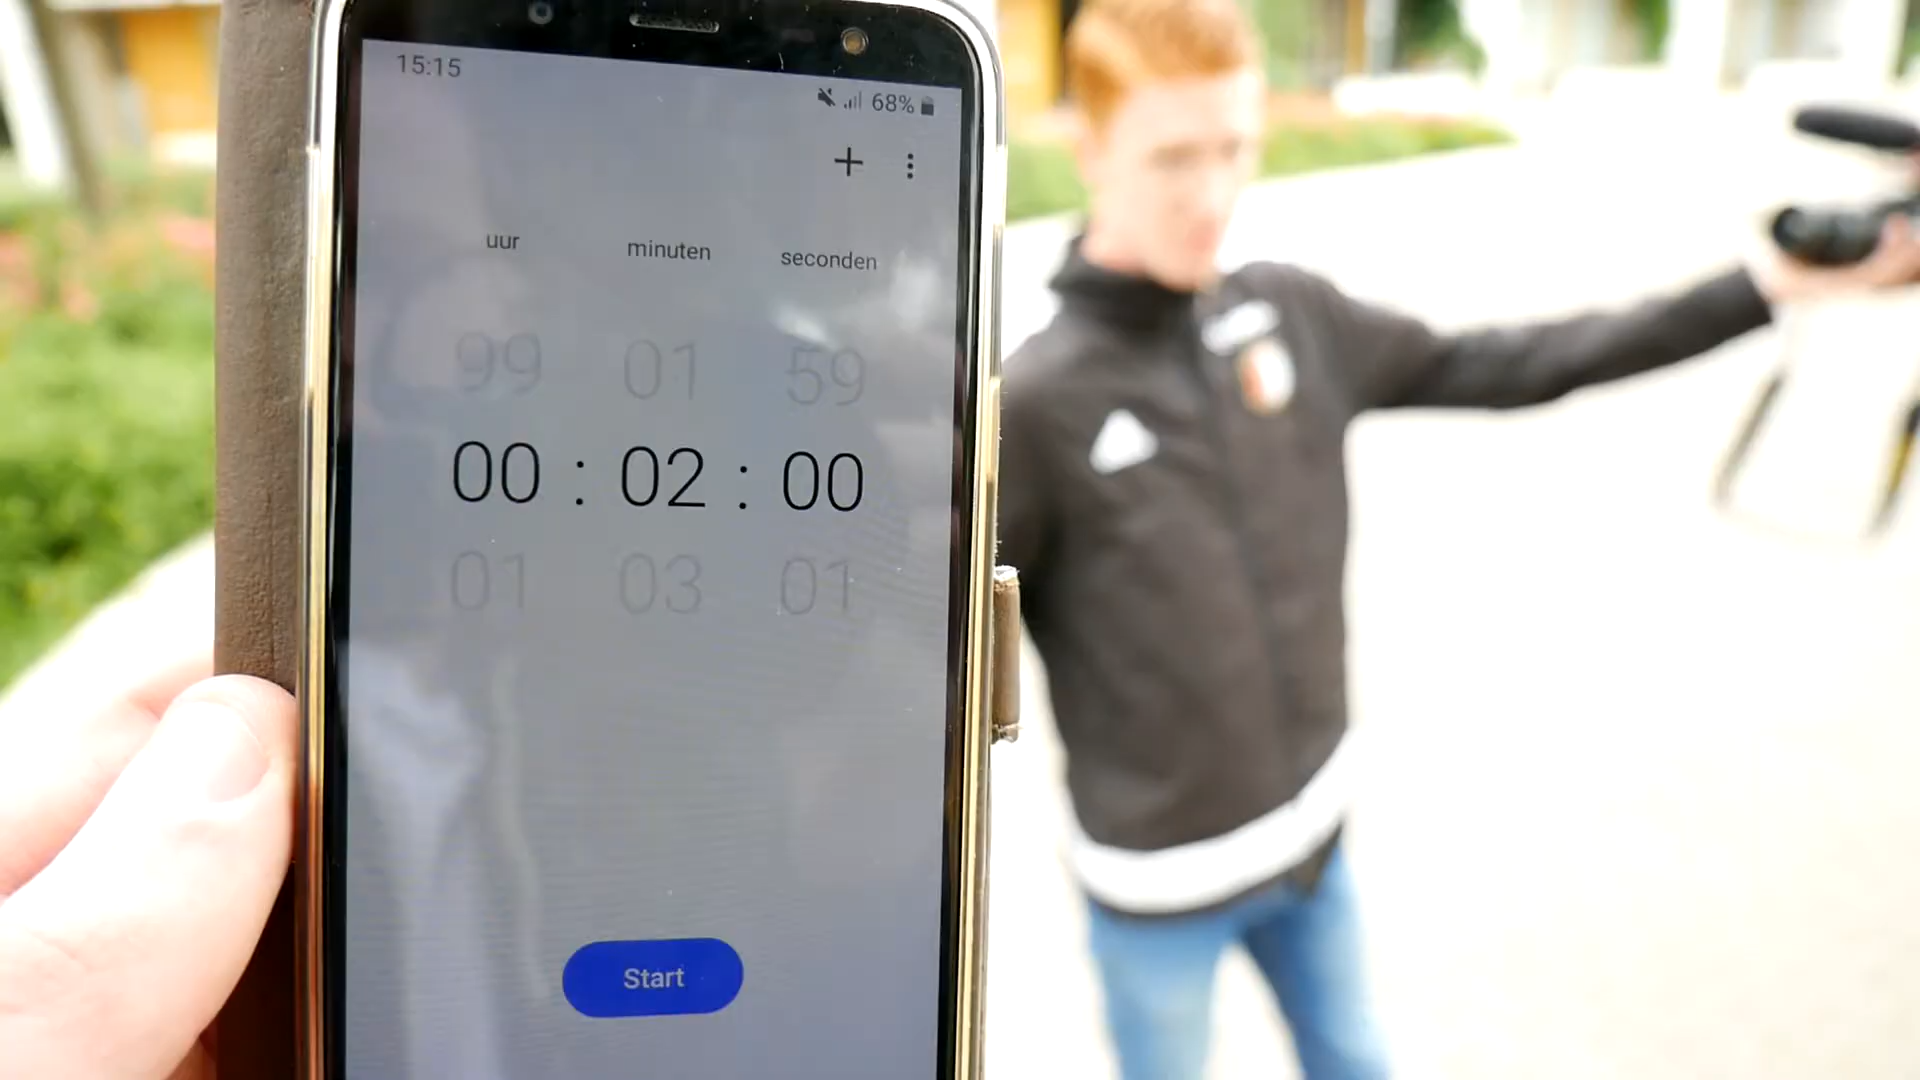 15:15
68%
uur minuten seconden
99 01 59
00 : 02 : 00
01 03 01
Start